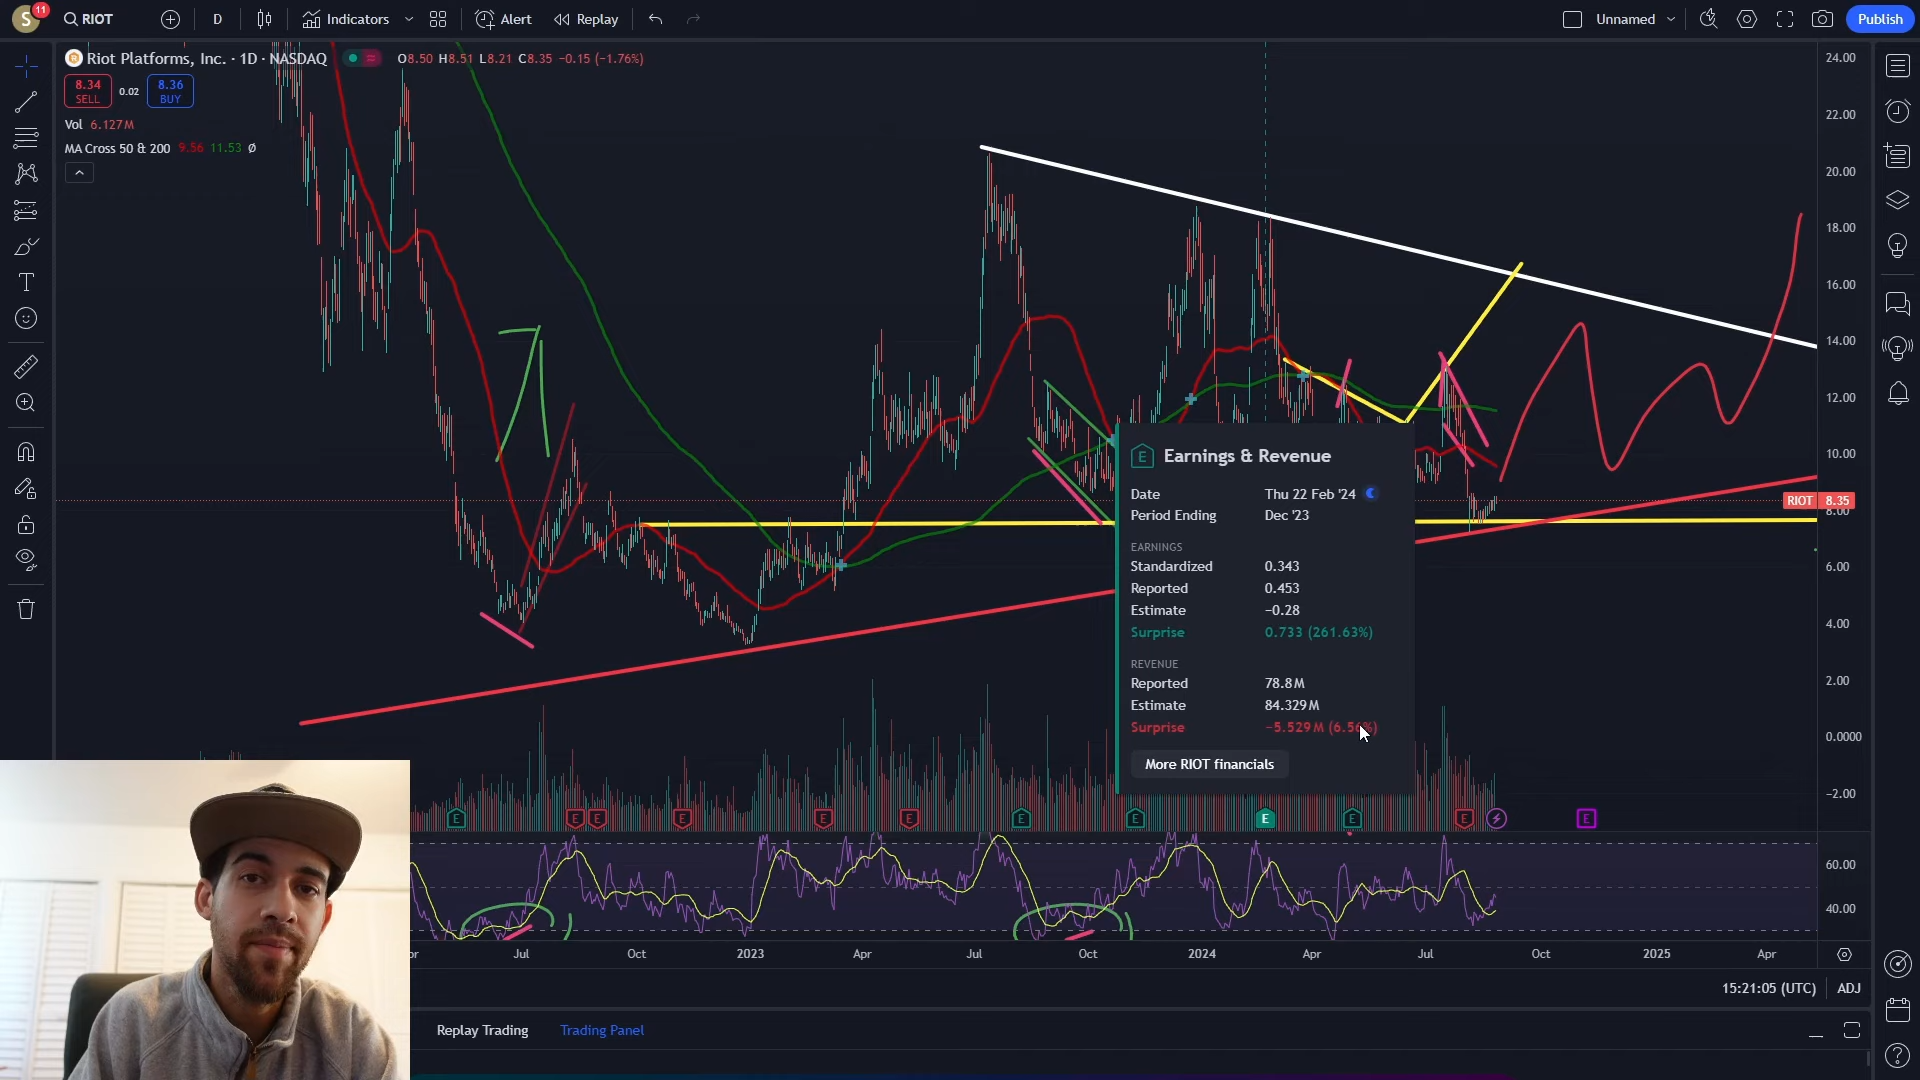 S
11
RIOT
D
Indicators
Alert
Replay
Unnamed
Publish
Riot Platforms, Inc. · 1D · NASDAQ
O8.50 H8.51 L8.21 C8.35 −0.15 (−1.76%)
8.34
SELL
0.02
8.36
BUY
Vol 6.127M
MA Cross 50 & 200 9.56 11.53 Ø
24.00
22.00
20.00
18.00
16.00
14.00
12.00
10.00
RIOT 8.35
8.00
6.00
4.00
2.00
0.0000
−2.00
60.00
40.00
E Earnings & Revenue
Date Thu 22 Feb '24
Period Ending Dec '23
EARNINGS
Standardized 0.343
Reported 0.453
Estimate −0.28
Surprise 0.733 (261.63%)
REVENUE
Reported 78.8M
Estimate 84.329M
Surprise −5.529M (6.56%)
More RIOT financials
E E E E E E E E E E E E
Jul Oct 2023 Apr Jul Oct 2024 Apr Jul Oct 2025 Apr
15:21:05 (UTC) ADJ
Replay Trading Trading Panel